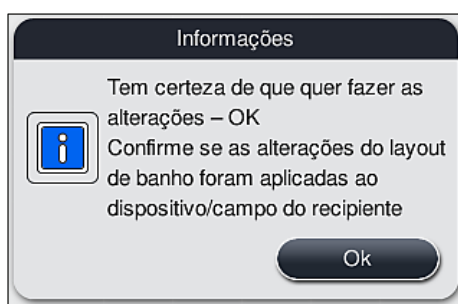 Informações
Tem certeza de que quer fazer as
alterações – OK
Confirme se as alterações do layout
de banho foram aplicadas ao
dispositivo/campo do recipiente
Ok